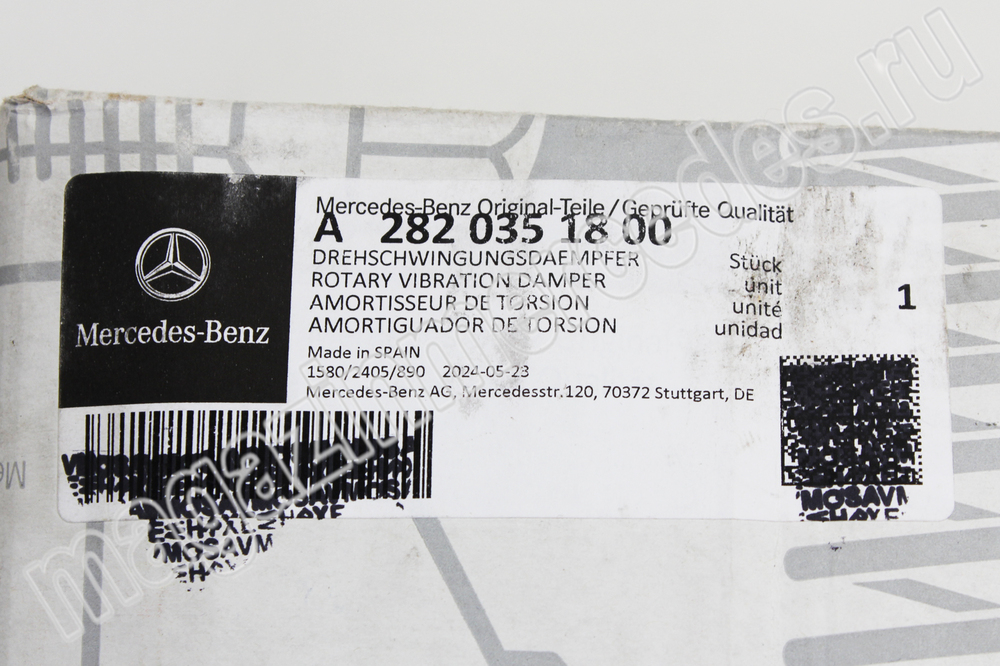 Mercedes-Benz
Mercedes-Benz Original-Teile/Geprüfte Qualität
A 282 035 18 00
DREHSCHWINGUNGSDAEMPFER Stück
ROTARY VIBRATION DAMPER unit
AMORTISSEUR DE TORSION unité 1
AMORTIGUADOR DE TORSION unidad
Made in SPAIN
1580/2405/890 2024-05-23
Mercedes-Benz AG, Mercedesstr.120, 70372 Stuttgart, DE
magazinmercedes.ru